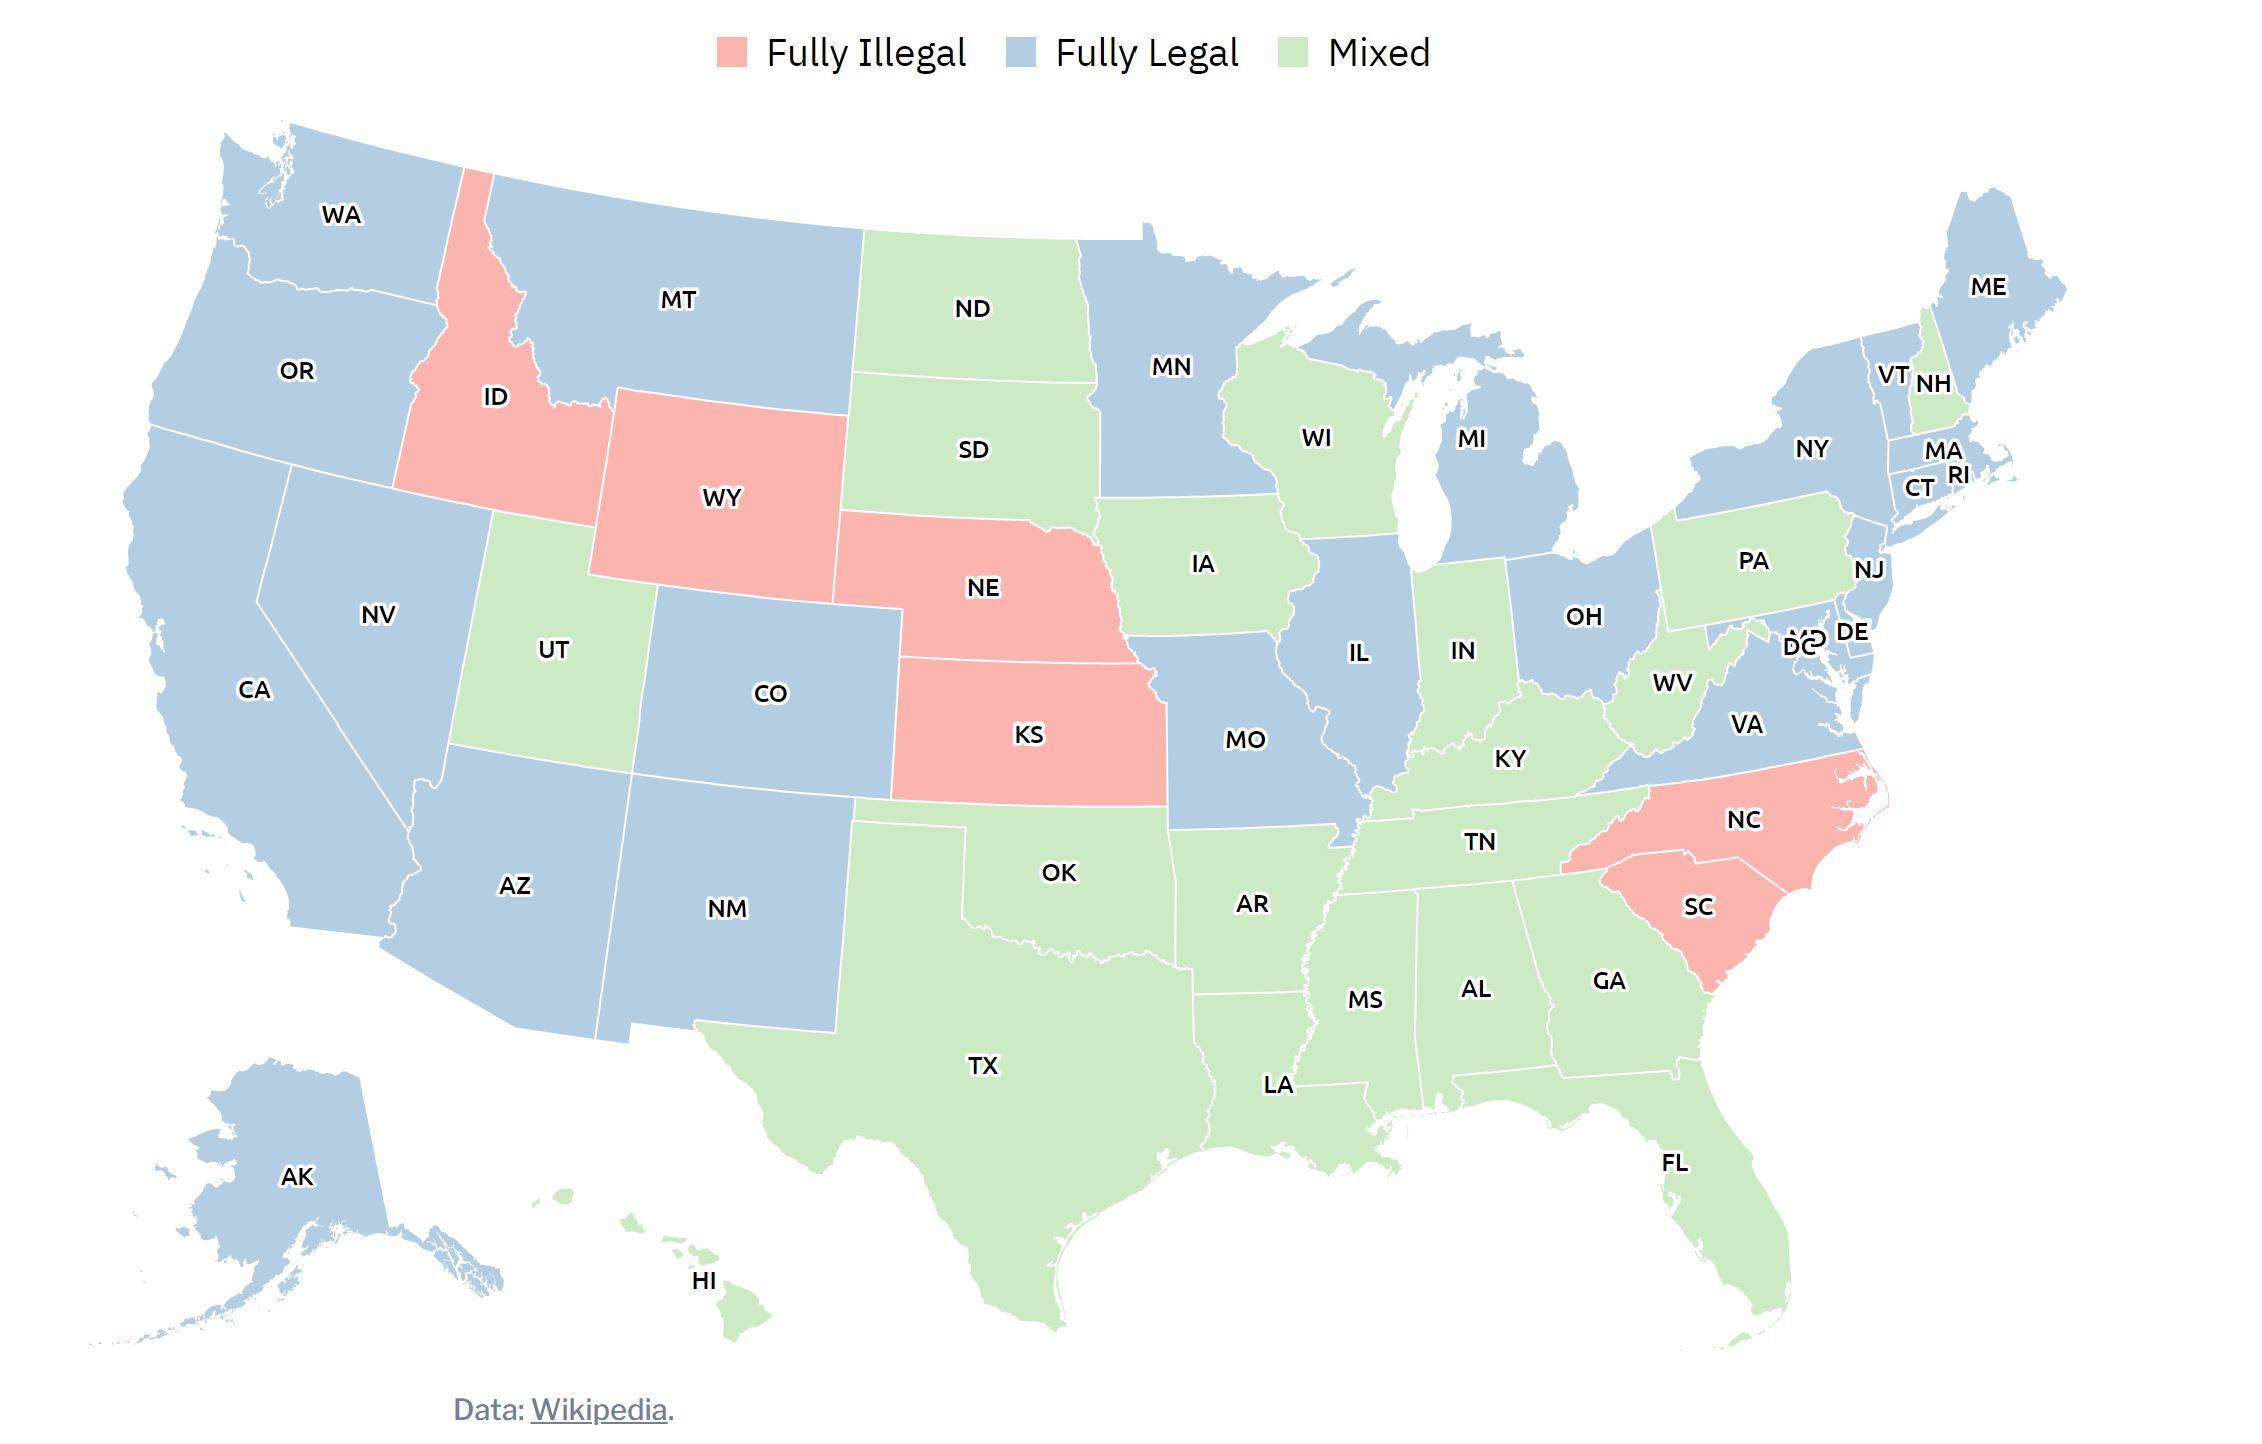 Fully Illegal Fully Legal Mixed
WA
MT
ND
ME
OR
MN
VT NH
ID
WI
MI
NY
SD
MA
RI
WY
CT
IA
PA
NJ
NE
NV
OH
UT
IL
IN
MD
DE
DC
CA
CO
WV
VA
KS
MO
KY
NC
TN
OK
AZ
NM
AR
SC
GA
MS
AL
TX
LA
FL
AK
HI
Data: Wikipedia.